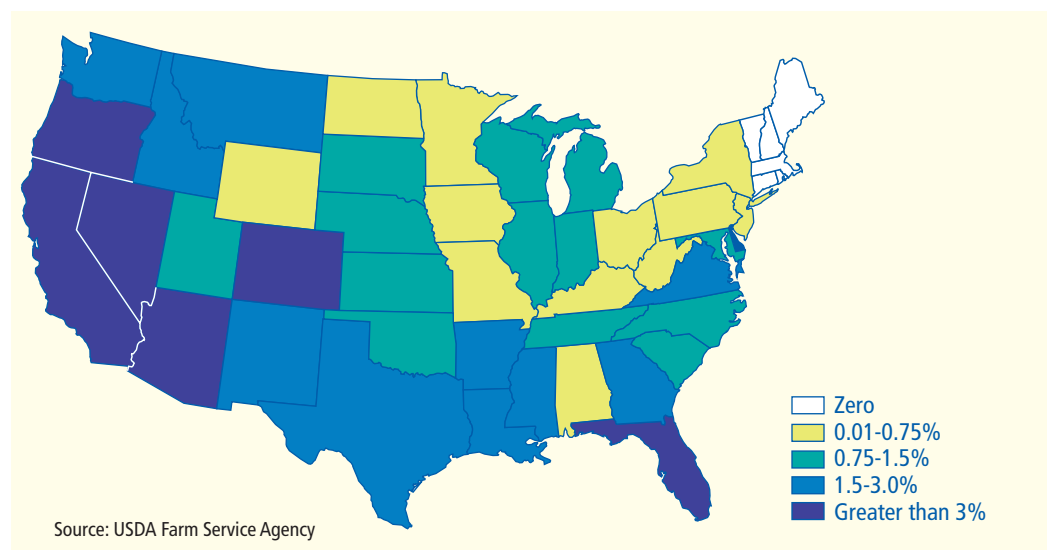 Zero
0.01-0.75%
0.75-1.5%
1.5-3.0%
Greater than 3%
Source: USDA Farm Service Agency